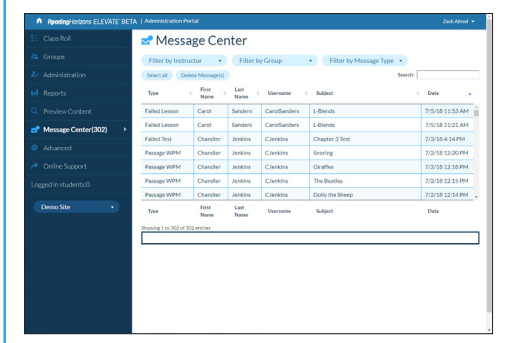 ReadingHorizons ELEVATE BETA | Administration Portal Zach Allred
Class Roll
Groups
Administration
Reports
Preview Content
Message Center(302)
Advanced
Online Support
Logged in students:0
Demo Site
Message Center
Filter by Instructor Filter by Group Filter by Message Type
Select all Delete Message(s) Search:
Type First Name Last Name Username Subject Date
Failed Lesson Carol Sanders CarolSanders L-Blends 7/5/18 11:53 AM
Failed Lesson Carol Sanders CarolSanders L-Blends 7/5/18 11:21 AM
Failed Test Chandler Jenkins CJenkins Chapter 3 Test 7/3/18 4:14 PM
Passage WPM Chandler Jenkins CJenkins Snoring 7/2/18 12:20 PM
Passage WPM Chandler Jenkins CJenkins Giraffes 7/2/18 12:18 PM
Passage WPM Chandler Jenkins CJenkins The Beatles 7/2/18 12:15 PM
Passage WPM Chandler Jenkins CJenkins Dolly the Sheep 7/2/18 12:14 PM
Type First Name Last Name Username Subject Date
Showing 1 to 302 of 302 entries